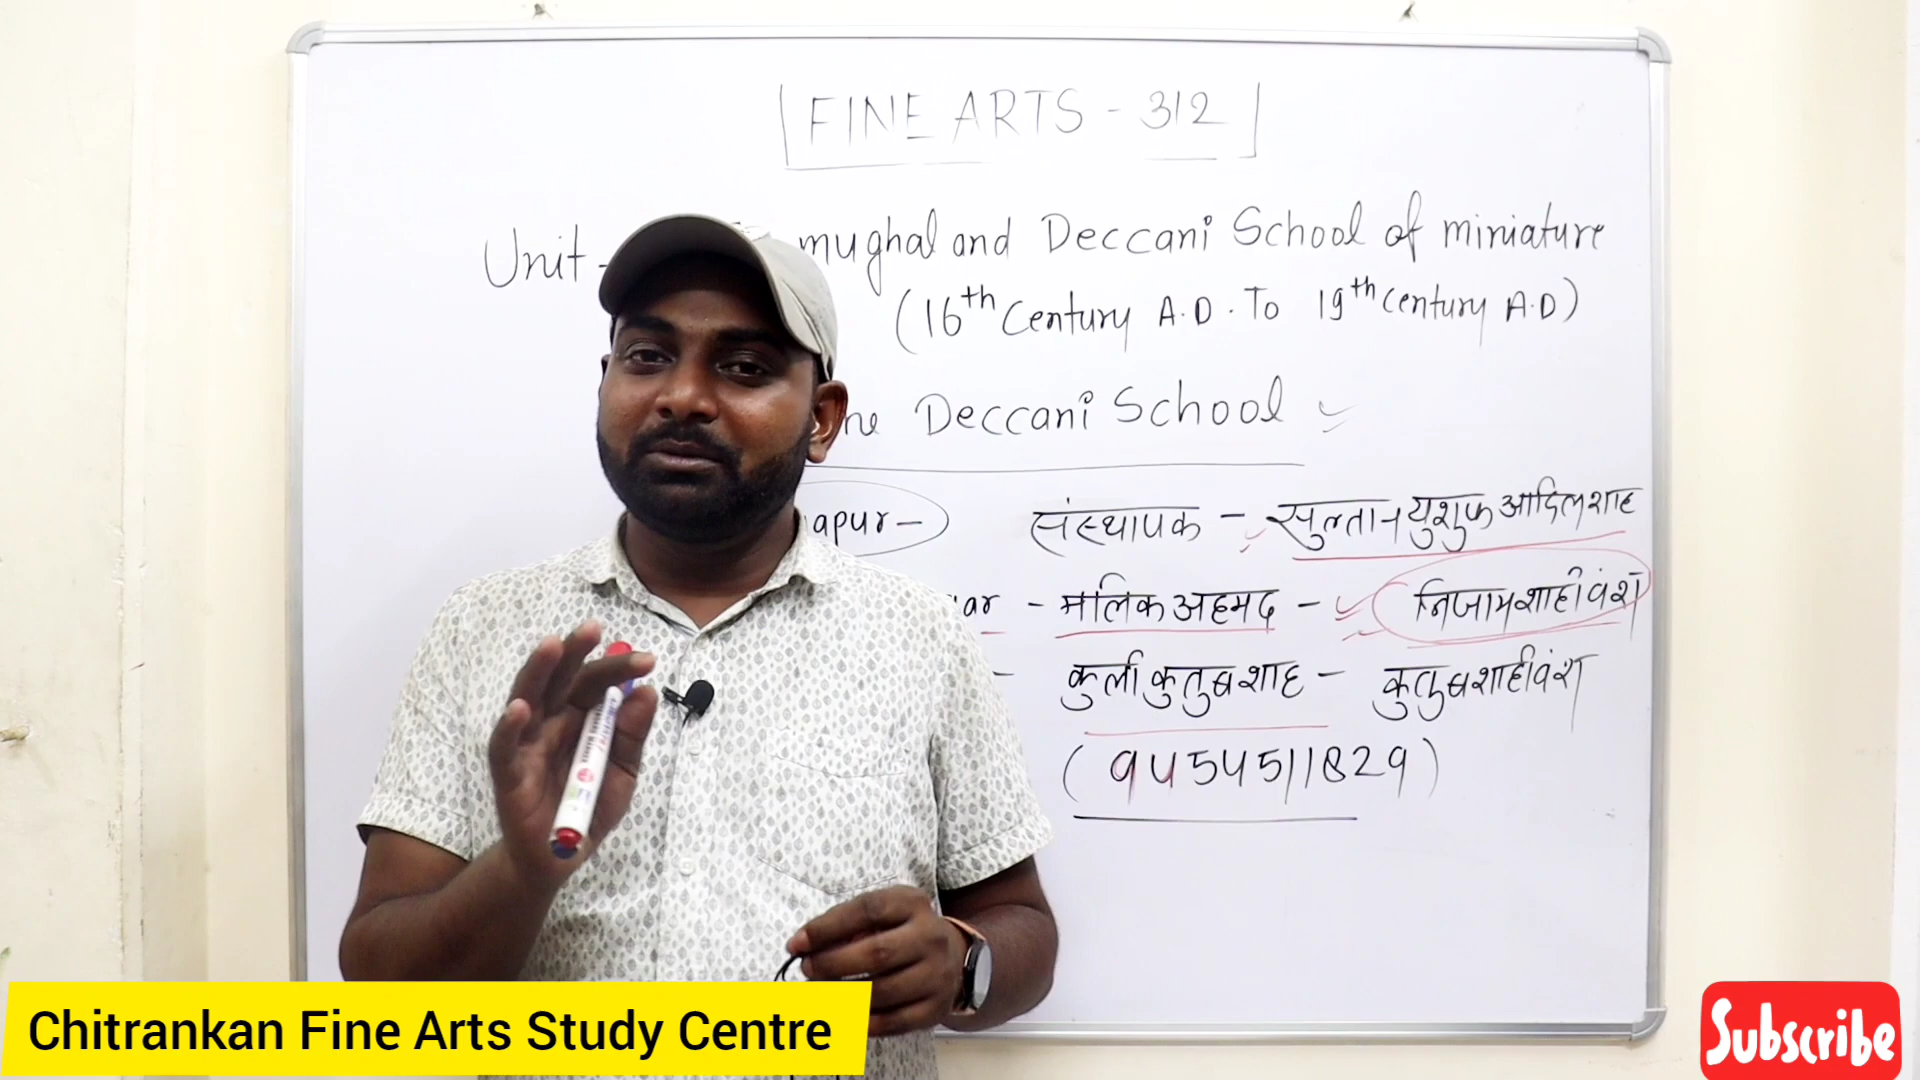 FINE ARTS - 312
Unit - mughal and Deccani School of miniature
(16th Century A.D. To 19th Century A.D)
Deccani School
apur - संस्थापक - सुल्तान युशुफ आदिलशाह
ar - मलिक अहमद - निजामशाही वंश
- कुली कुतुबशाह - कुतुबशाही वंश
(9454511829)
Chitrankan Fine Arts Study Centre
Subscribe